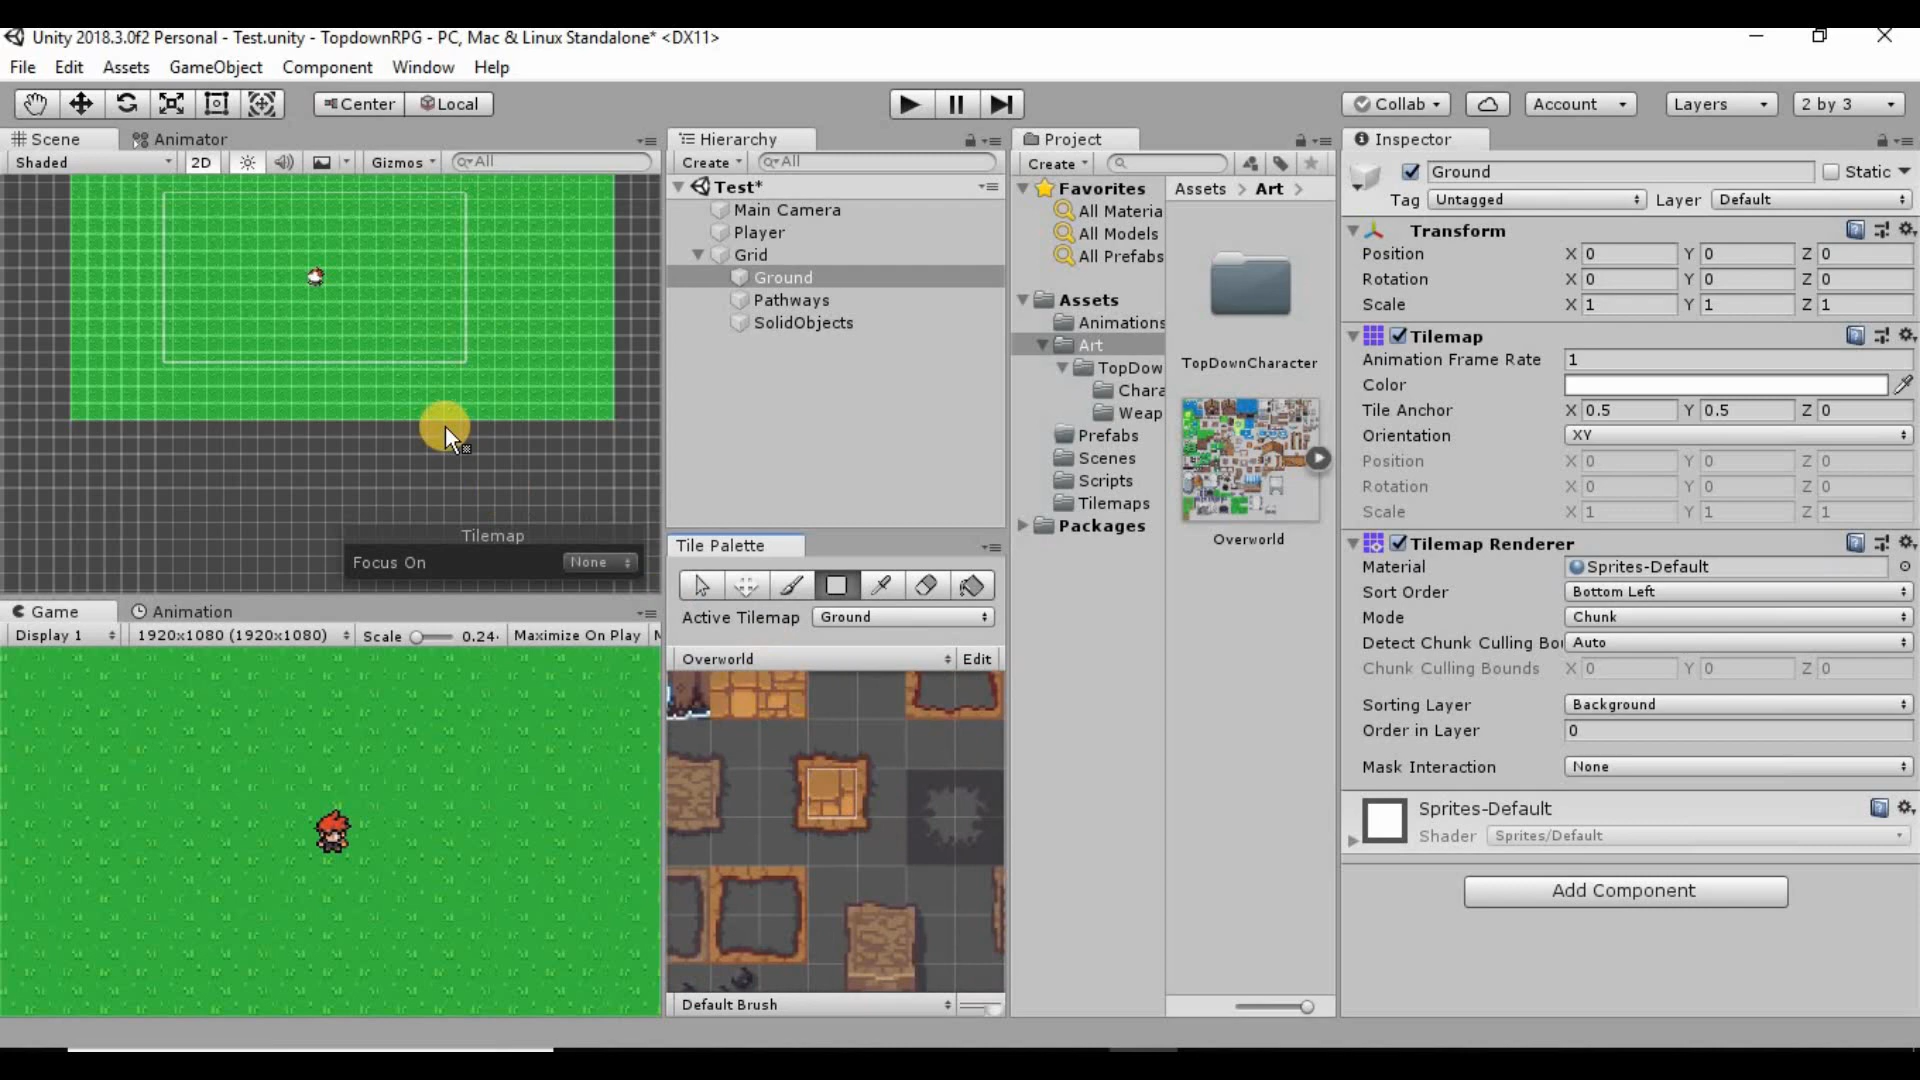 Unity 2018.3.0f2 Personal - Test.unity - TopdownRPG - PC, Mac & Linux Standalone* <DX11>
File Edit Assets GameObject Component Window Help
Center Local Collab Account Layers 2 by 3
Scene Animator
Shaded 2D Gizmos All
Tilemap
Focus On None
Game Animation
Display 1 1920x1080 (1920x1080) Scale 0.24 Maximize On Play M
Hierarchy
Create All
Test*
Main Camera
Player
Grid
Ground
Pathways
SolidObjects
Tile Palette
Active Tilemap Ground
Overworld Edit
Default Brush
Project
Create
Favorites
All Materia
All Models
All Prefabs
Assets
Animations
Art
TopDow
Chara
Weap
Prefabs
Scenes
Scripts
Tilemaps
Packages
Assets > Art >
TopDownCharacter
Overworld
Inspector
Ground Static
Tag Untagged Layer Default
Transform
Position X 0 Y 0 Z 0
Rotation X 0 Y 0 Z 0
Scale X 1 Y 1 Z 1
Tilemap
Animation Frame Rate 1
Color
Tile Anchor X 0.5 Y 0.5 Z 0
Orientation XY
Position X 0 Y 0 Z 0
Rotation X 0 Y 0 Z 0
Scale X 1 Y 1 Z 1
Tilemap Renderer
Material Sprites-Default
Sort Order Bottom Left
Mode Chunk
Detect Chunk Culling Bo Auto
Chunk Culling Bounds X 0 Y 0 Z 0
Sorting Layer Background
Order in Layer 0
Mask Interaction None
Sprites-Default
Shader Sprites/Default
Add Component